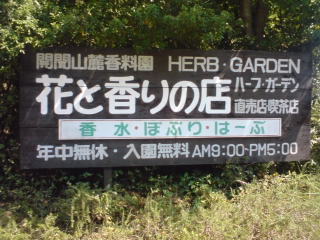 開聞山麓香料園 HERB・GARDEN
花と香りの店
ハーブ・ガーデン
直売店喫茶店
香水・ぽぷり・はーぶ
年中無休・入園無料 AM9:00~PM5:00